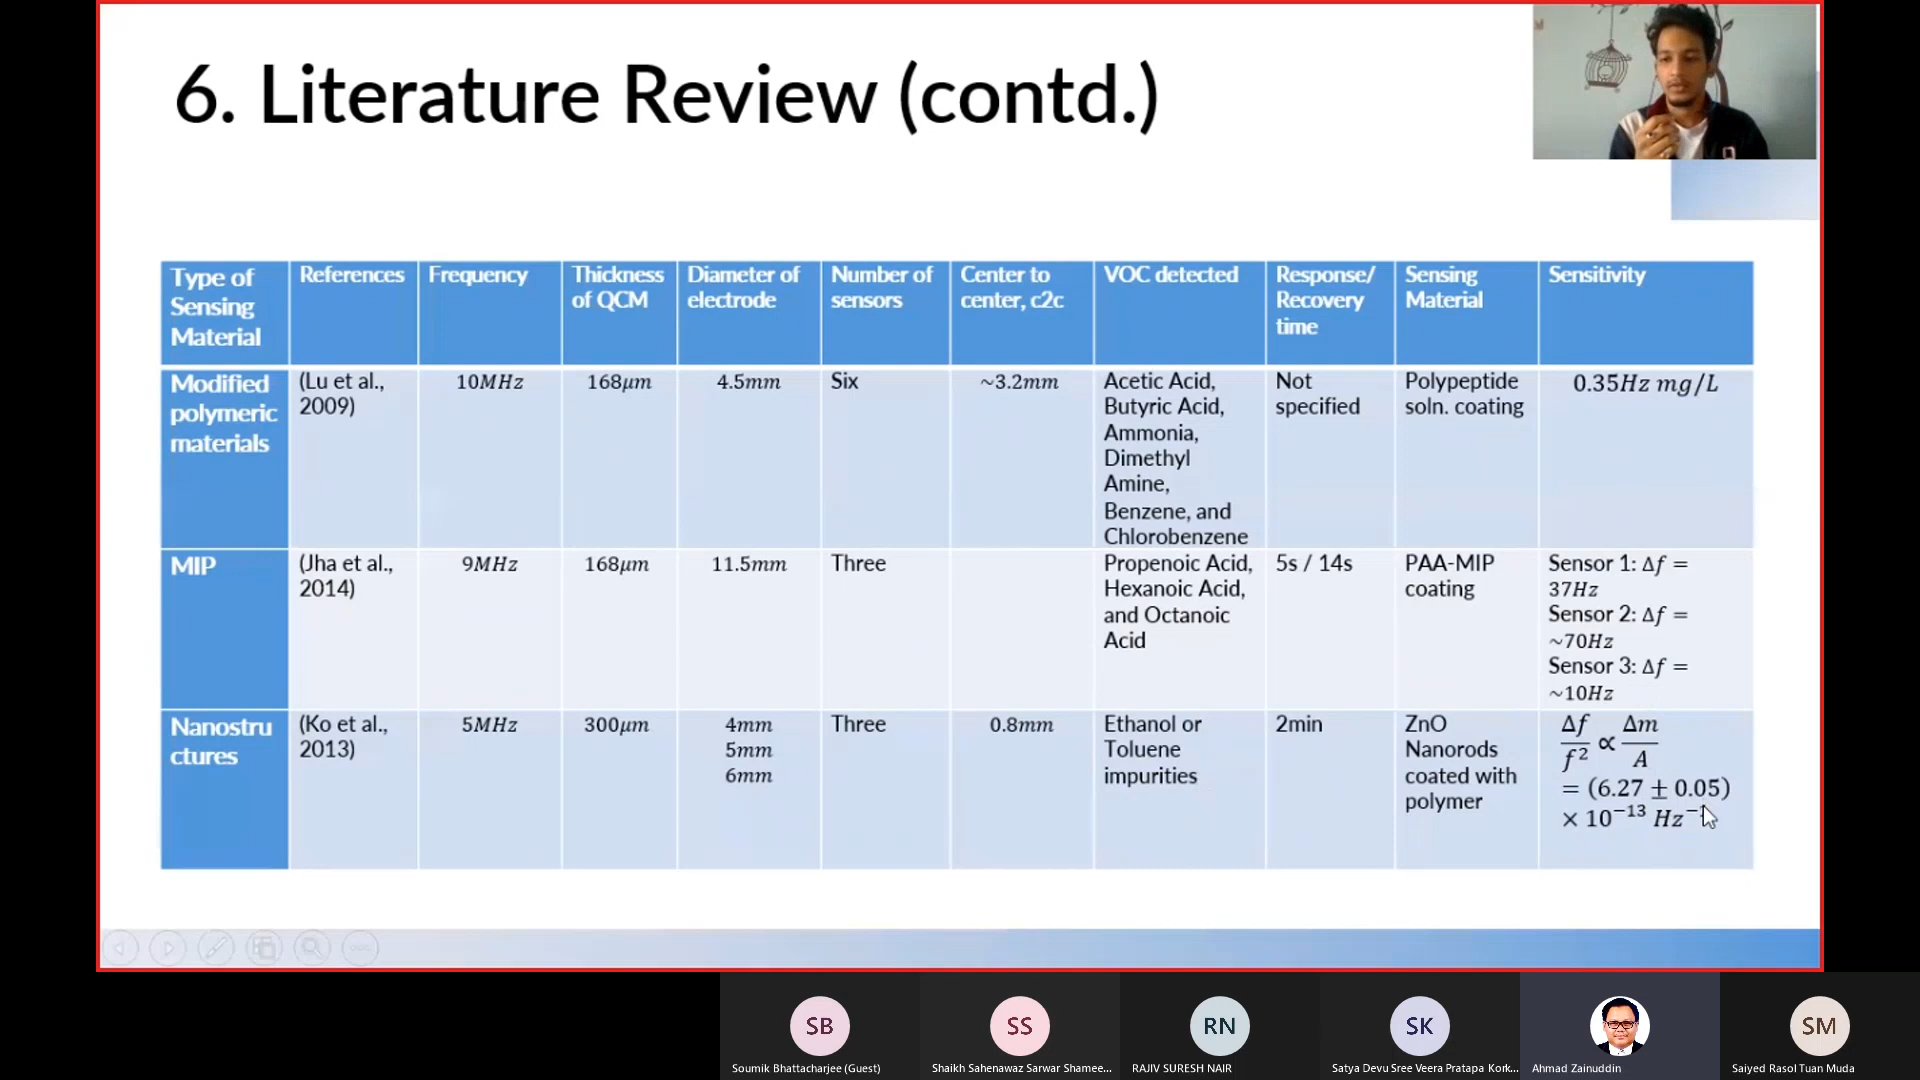 6. Literature Review (contd.)
Type of
Sensing
Material
References
Frequency
Thickness
of QCM
Diameter of
electrode
Number of
sensors
Center to
center, c2c
VOC detected
Response/
Recovery
time
Sensing
Material
Sensitivity
Modified
polymeric
materials
(Lu et al.,
2009)
10MHz
168μm
4.5mm
Six
~3.2mm
Acetic Acid,
Butyric Acid,
Ammonia,
Dimethyl
Amine,
Benzene, and
Chlorobenzene
Not
specified
Polypeptide
soln. coating
0.35Hz mg/L
MIP
(Jha et al.,
2014)
9MHz
168μm
11.5mm
Three
Propenoic Acid,
Hexanoic Acid,
and Octanoic
Acid
5s / 14s
PAA-MIP
coating
Sensor 1: Δf =
37Hz
Sensor 2: Δf =
~70Hz
Sensor 3: Δf =
~10Hz
Nanostru
ctures
(Ko et al.,
2013)
5MHz
300μm
4mm
5mm
6mm
Three
0.8mm
Ethanol or
Toluene
impurities
2min
ZnO
Nanorods
coated with
polymer
Δf/f² ∝ Δm/A
= (6.27 ± 0.05)
× 10⁻¹³ Hz⁻
SB
SS
RN
SK
SM
Soumik Bhattacharjee (Guest)
Shaikh Sahenawaz Sarwar Shamee...
RAJIV SURESH NAIR
Satya Devu Sree Veera Pratapa Kork...
Ahmad Zainuddin
Saiyed Rasol Tuan Muda